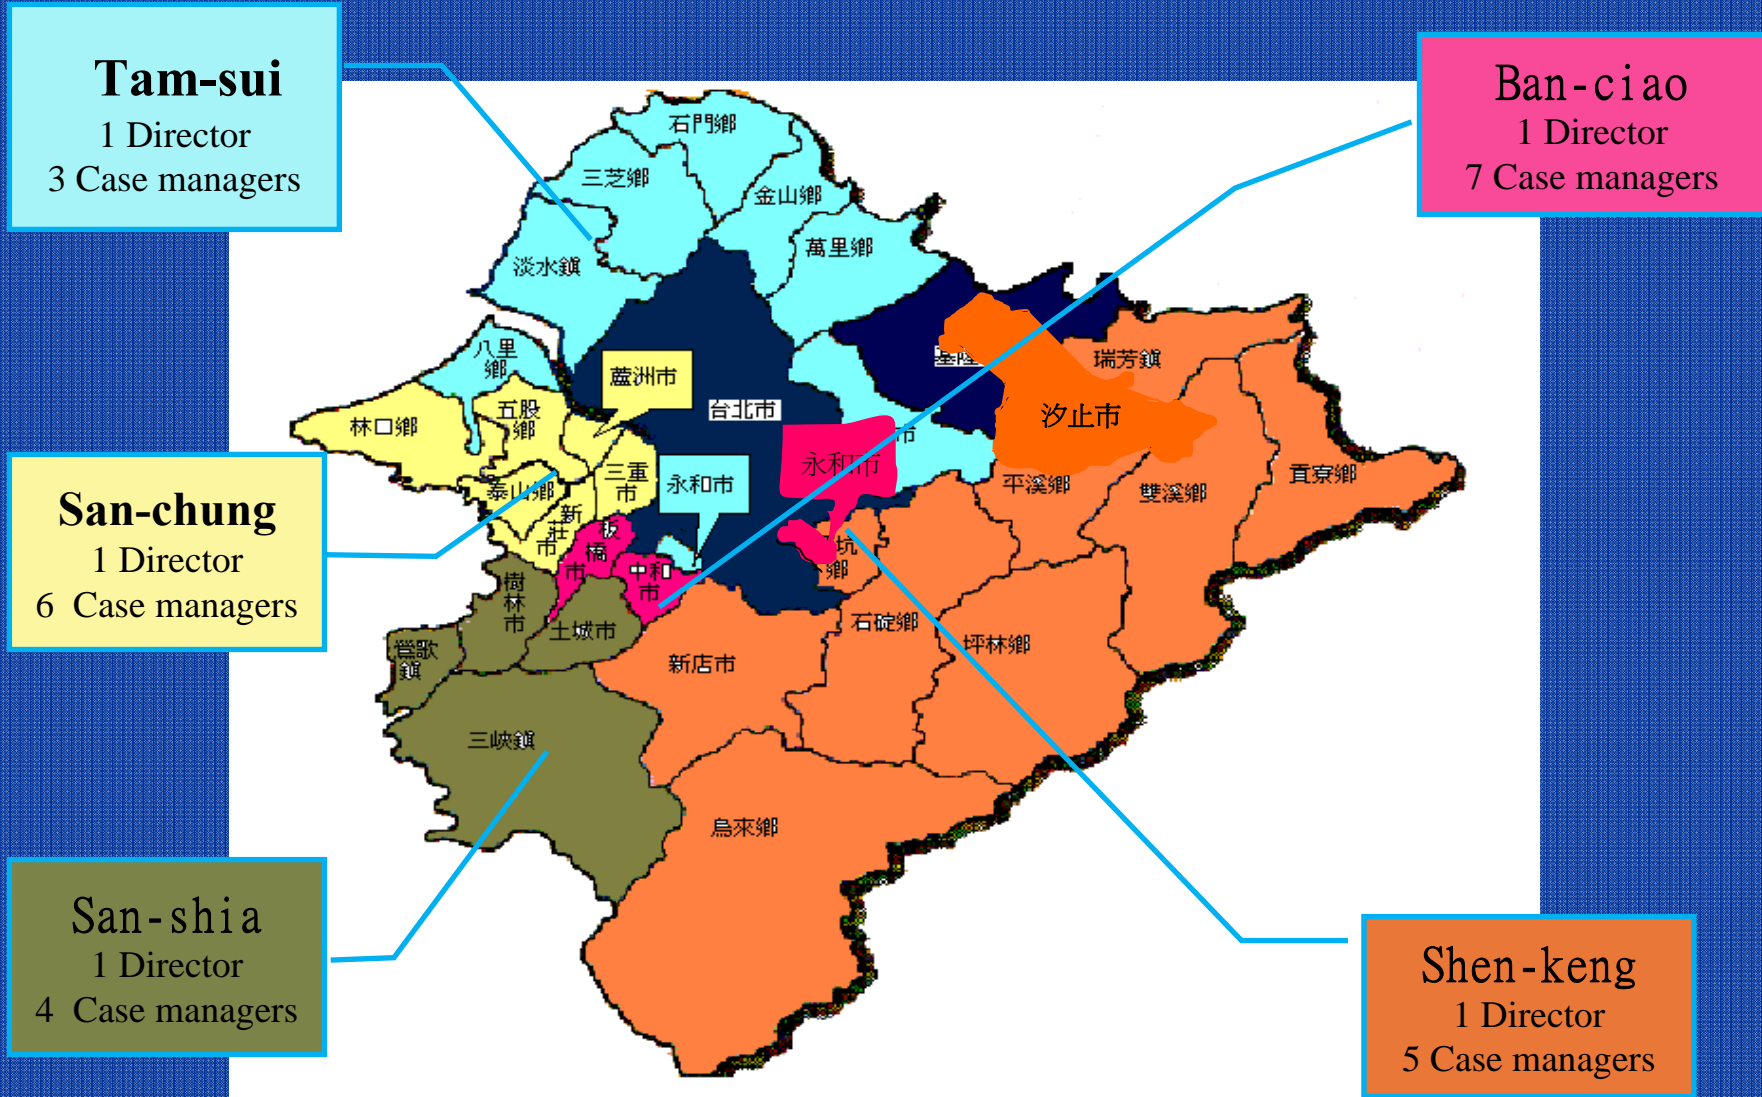 Tam-sui
1 Director
3 Case managers
Ban-ciao
1 Director
7 Case managers
San-chung
1 Director
6 Case managers
San-shia
1 Director
4 Case managers
Shen-keng
1 Director
5 Case managers
石門鄉
三芝鄉
金山鄉
萬里鄉
淡水鎮
八里
鄉
蘆洲市
台北市
基隆
瑞芳鎮
汐止市
市
林口鄉
五股
鄉
三重
市
永和市
永和市
泰山鄉
新
莊
市
板
橋
市
中和
市
坑
鄉
平溪鄉
雙溪鄉
貢寮鄉
樹
林
市
土城市
鶯歌
鎮
新店市
石碇鄉
坪林鄉
三峽鎮
烏來鄉